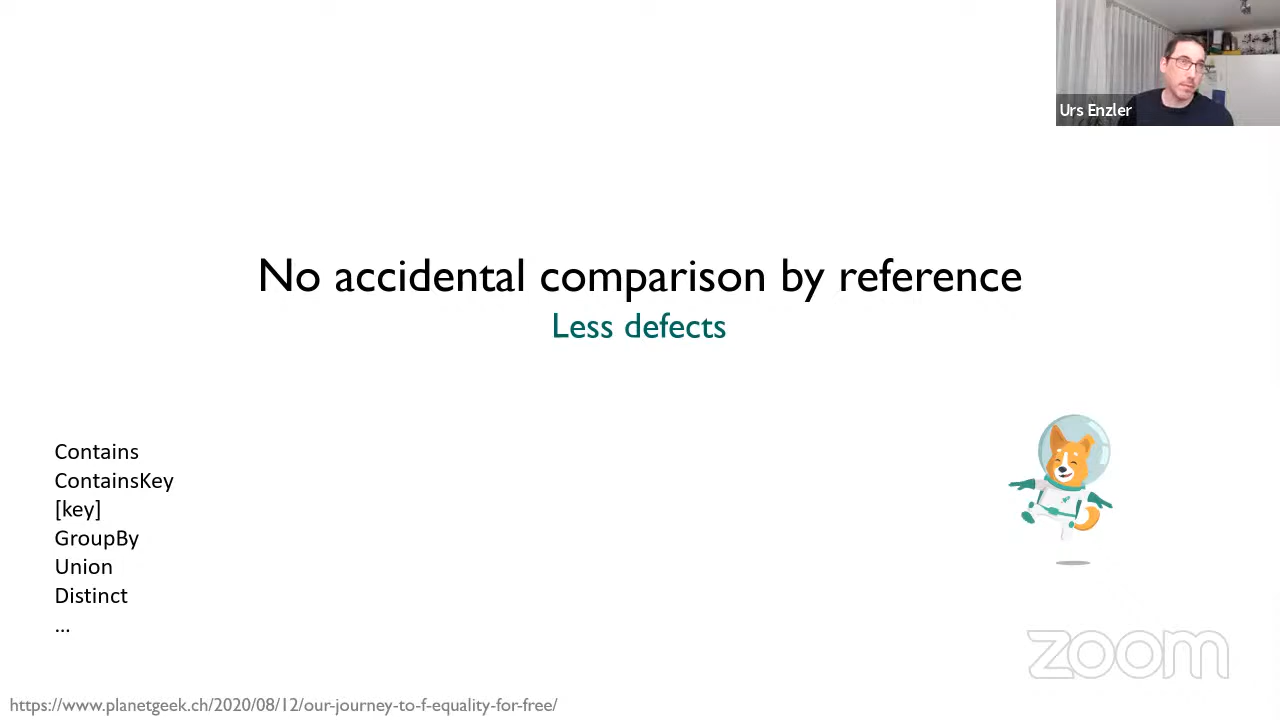 Urs Enzler
No accidental comparison by reference
Less defects
Contains
ContainsKey
[key]
GroupBy
Union
Distinct
...
zoom
https://www.planetgeek.ch/2020/08/12/our-journey-to-f-equality-for-free/